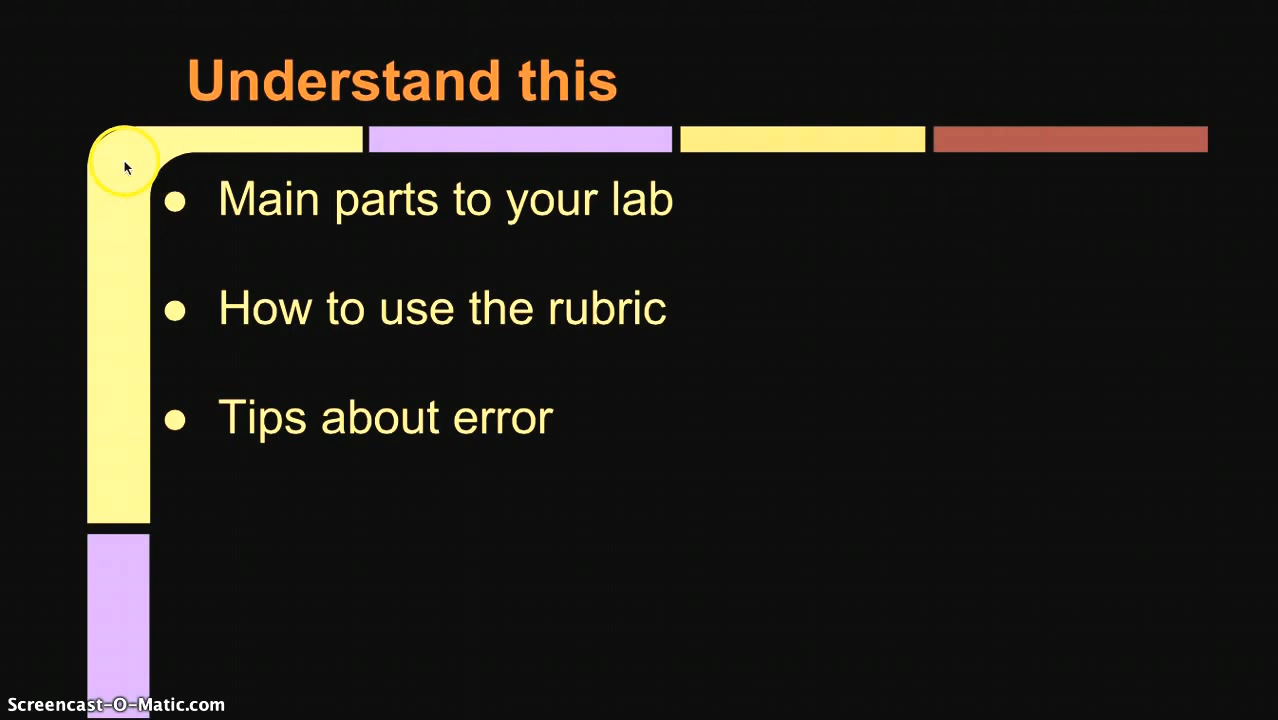 Understand this
● Main parts to your lab
● How to use the rubric
● Tips about error
Screencast-O-Matic.com